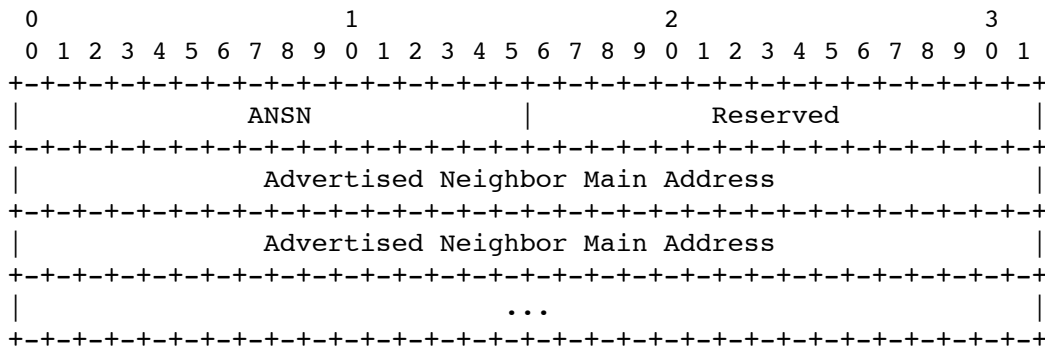 0                   1                   2                   3
 0 1 2 3 4 5 6 7 8 9 0 1 2 3 4 5 6 7 8 9 0 1 2 3 4 5 6 7 8 9 0 1
+-+-+-+-+-+-+-+-+-+-+-+-+-+-+-+-+-+-+-+-+-+-+-+-+-+-+-+-+-+-+-+-+
|              ANSN             |           Reserved            |
+-+-+-+-+-+-+-+-+-+-+-+-+-+-+-+-+-+-+-+-+-+-+-+-+-+-+-+-+-+-+-+-+
|               Advertised Neighbor Main Address                |
+-+-+-+-+-+-+-+-+-+-+-+-+-+-+-+-+-+-+-+-+-+-+-+-+-+-+-+-+-+-+-+-+
|               Advertised Neighbor Main Address                |
+-+-+-+-+-+-+-+-+-+-+-+-+-+-+-+-+-+-+-+-+-+-+-+-+-+-+-+-+-+-+-+-+
|                              ...                              |
+-+-+-+-+-+-+-+-+-+-+-+-+-+-+-+-+-+-+-+-+-+-+-+-+-+-+-+-+-+-+-+-+